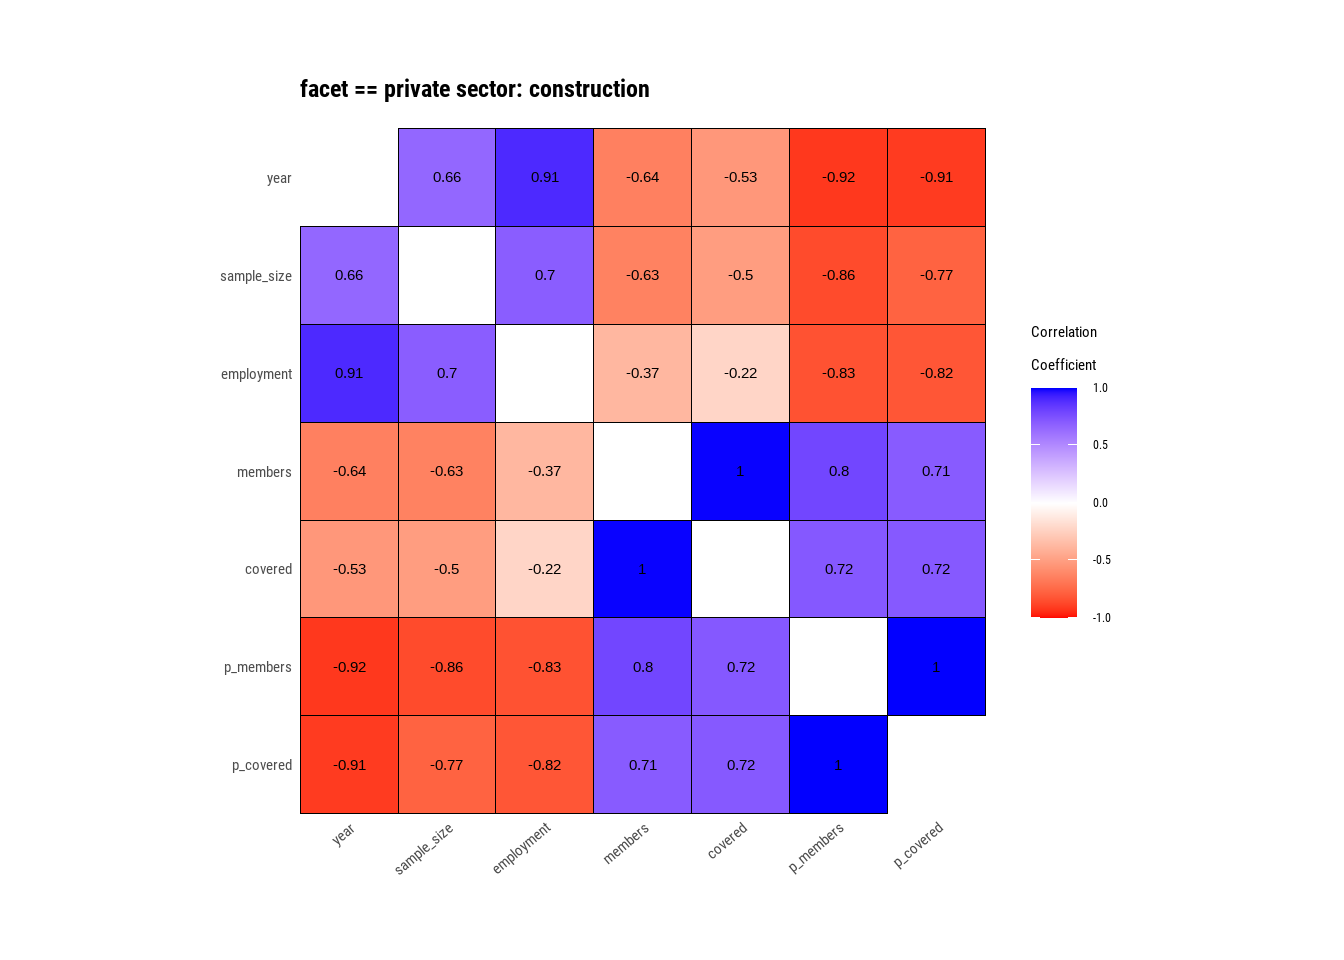 facet == private sector: construction
year 0.66 0.91 -0.64 -0.53 -0.92 -0.91
sample_size 0.66 0.7 -0.63 -0.5 -0.86 -0.77
employment 0.91 0.7 -0.37 -0.22 -0.83 -0.82
members -0.64 -0.63 -0.37 1 0.8 0.71
covered -0.53 -0.5 -0.22 1 0.72 0.72
p_members -0.92 -0.86 -0.83 0.8 0.72 1
p_covered -0.91 -0.77 -0.82 0.71 0.72 1
year sample_size employment members covered p_members p_covered
Correlation
Coefficient
1.0
0.5
0.0
-0.5
-1.0